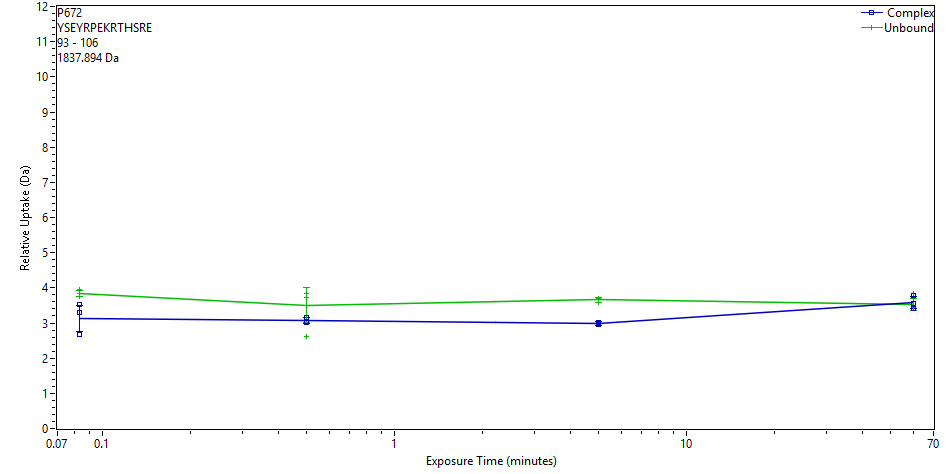 P672
YSEYRPEKRTHSRE
93 - 106
1837.894 Da
Complex
Unbound
12
11
10
9
8
7
6
5
4
3
2
1
0
Relative Uptake (Da)
0.07
0.1
1
10
70
Exposure Time (minutes)